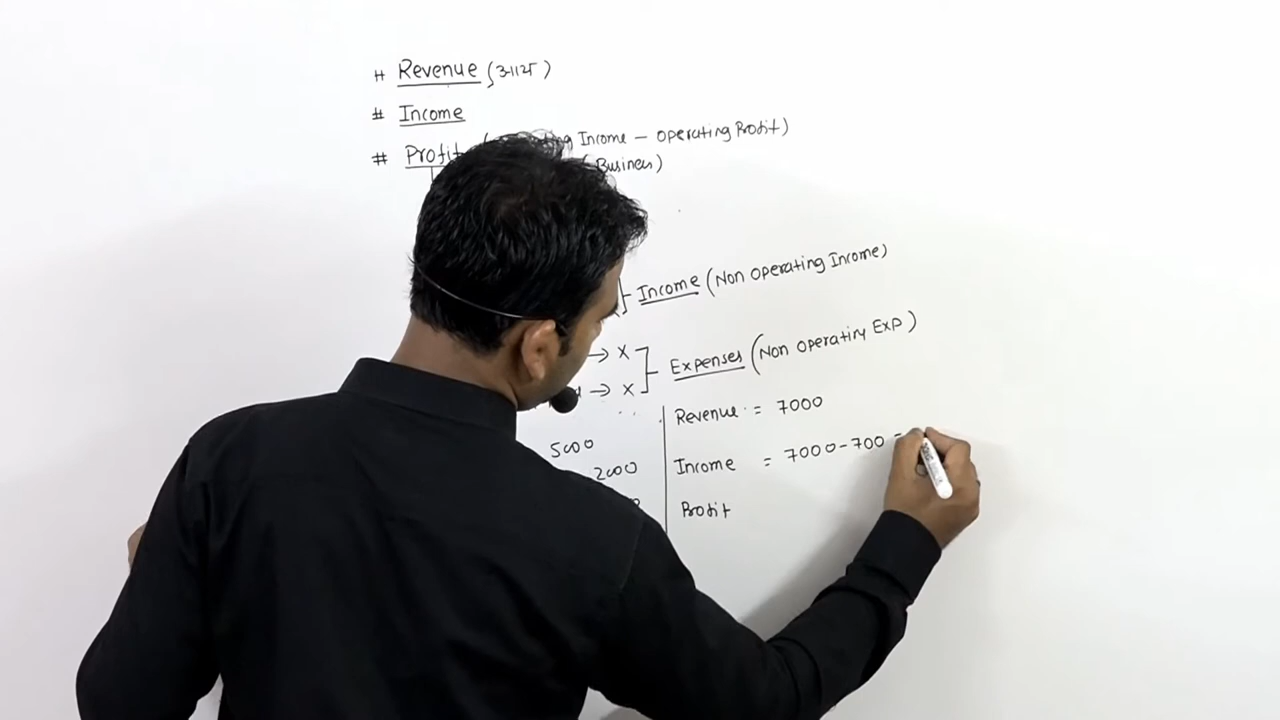 # Revenue (आय)
# Income
# Profit Income - operating Profit)
Business)
Income (Non operating Income)
→ X Expenses (Non operating Exp)
→ X
Revenue = 7000
5000
Income = 7000-700 =
2000
Profit